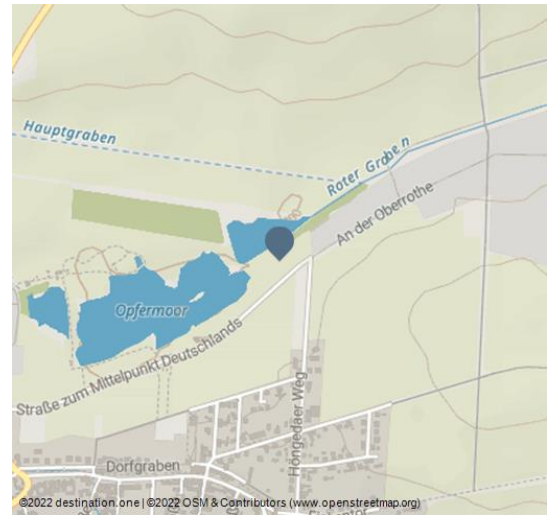 Hauptgraben
Roter Graben
An der Oberrothe
Opfermoor
Straße zum Mittelpunkt Deutschlands
Höngedaer Weg
Dorfgraben
©2022 destination.one | ©2022 OSM & Contributors (www.openstreetmap.org)